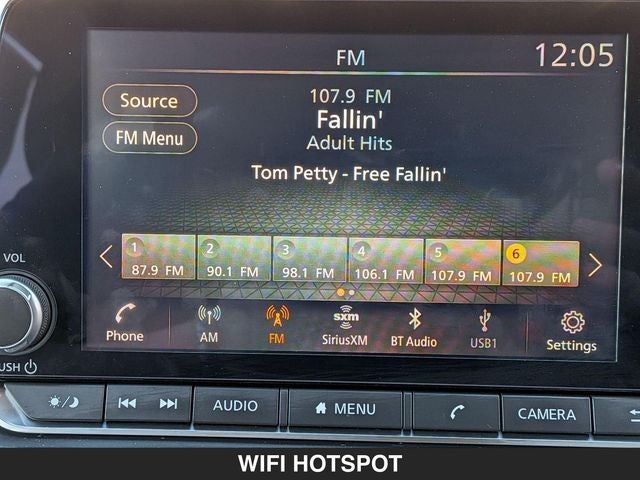 FM
12:05
Source
107.9 FM
Fallin'
FM Menu
Adult Hits
Tom Petty - Free Fallin'
1 2 3 4 5 6
87.9 FM 90.1 FM 98.1 FM 106.1 FM 107.9 FM 107.9 FM
VOL
sxm
Phone AM FM SiriusXM BT Audio USB1 Settings
PUSH
AUDIO MENU CAMERA
WIFI HOTSPOT